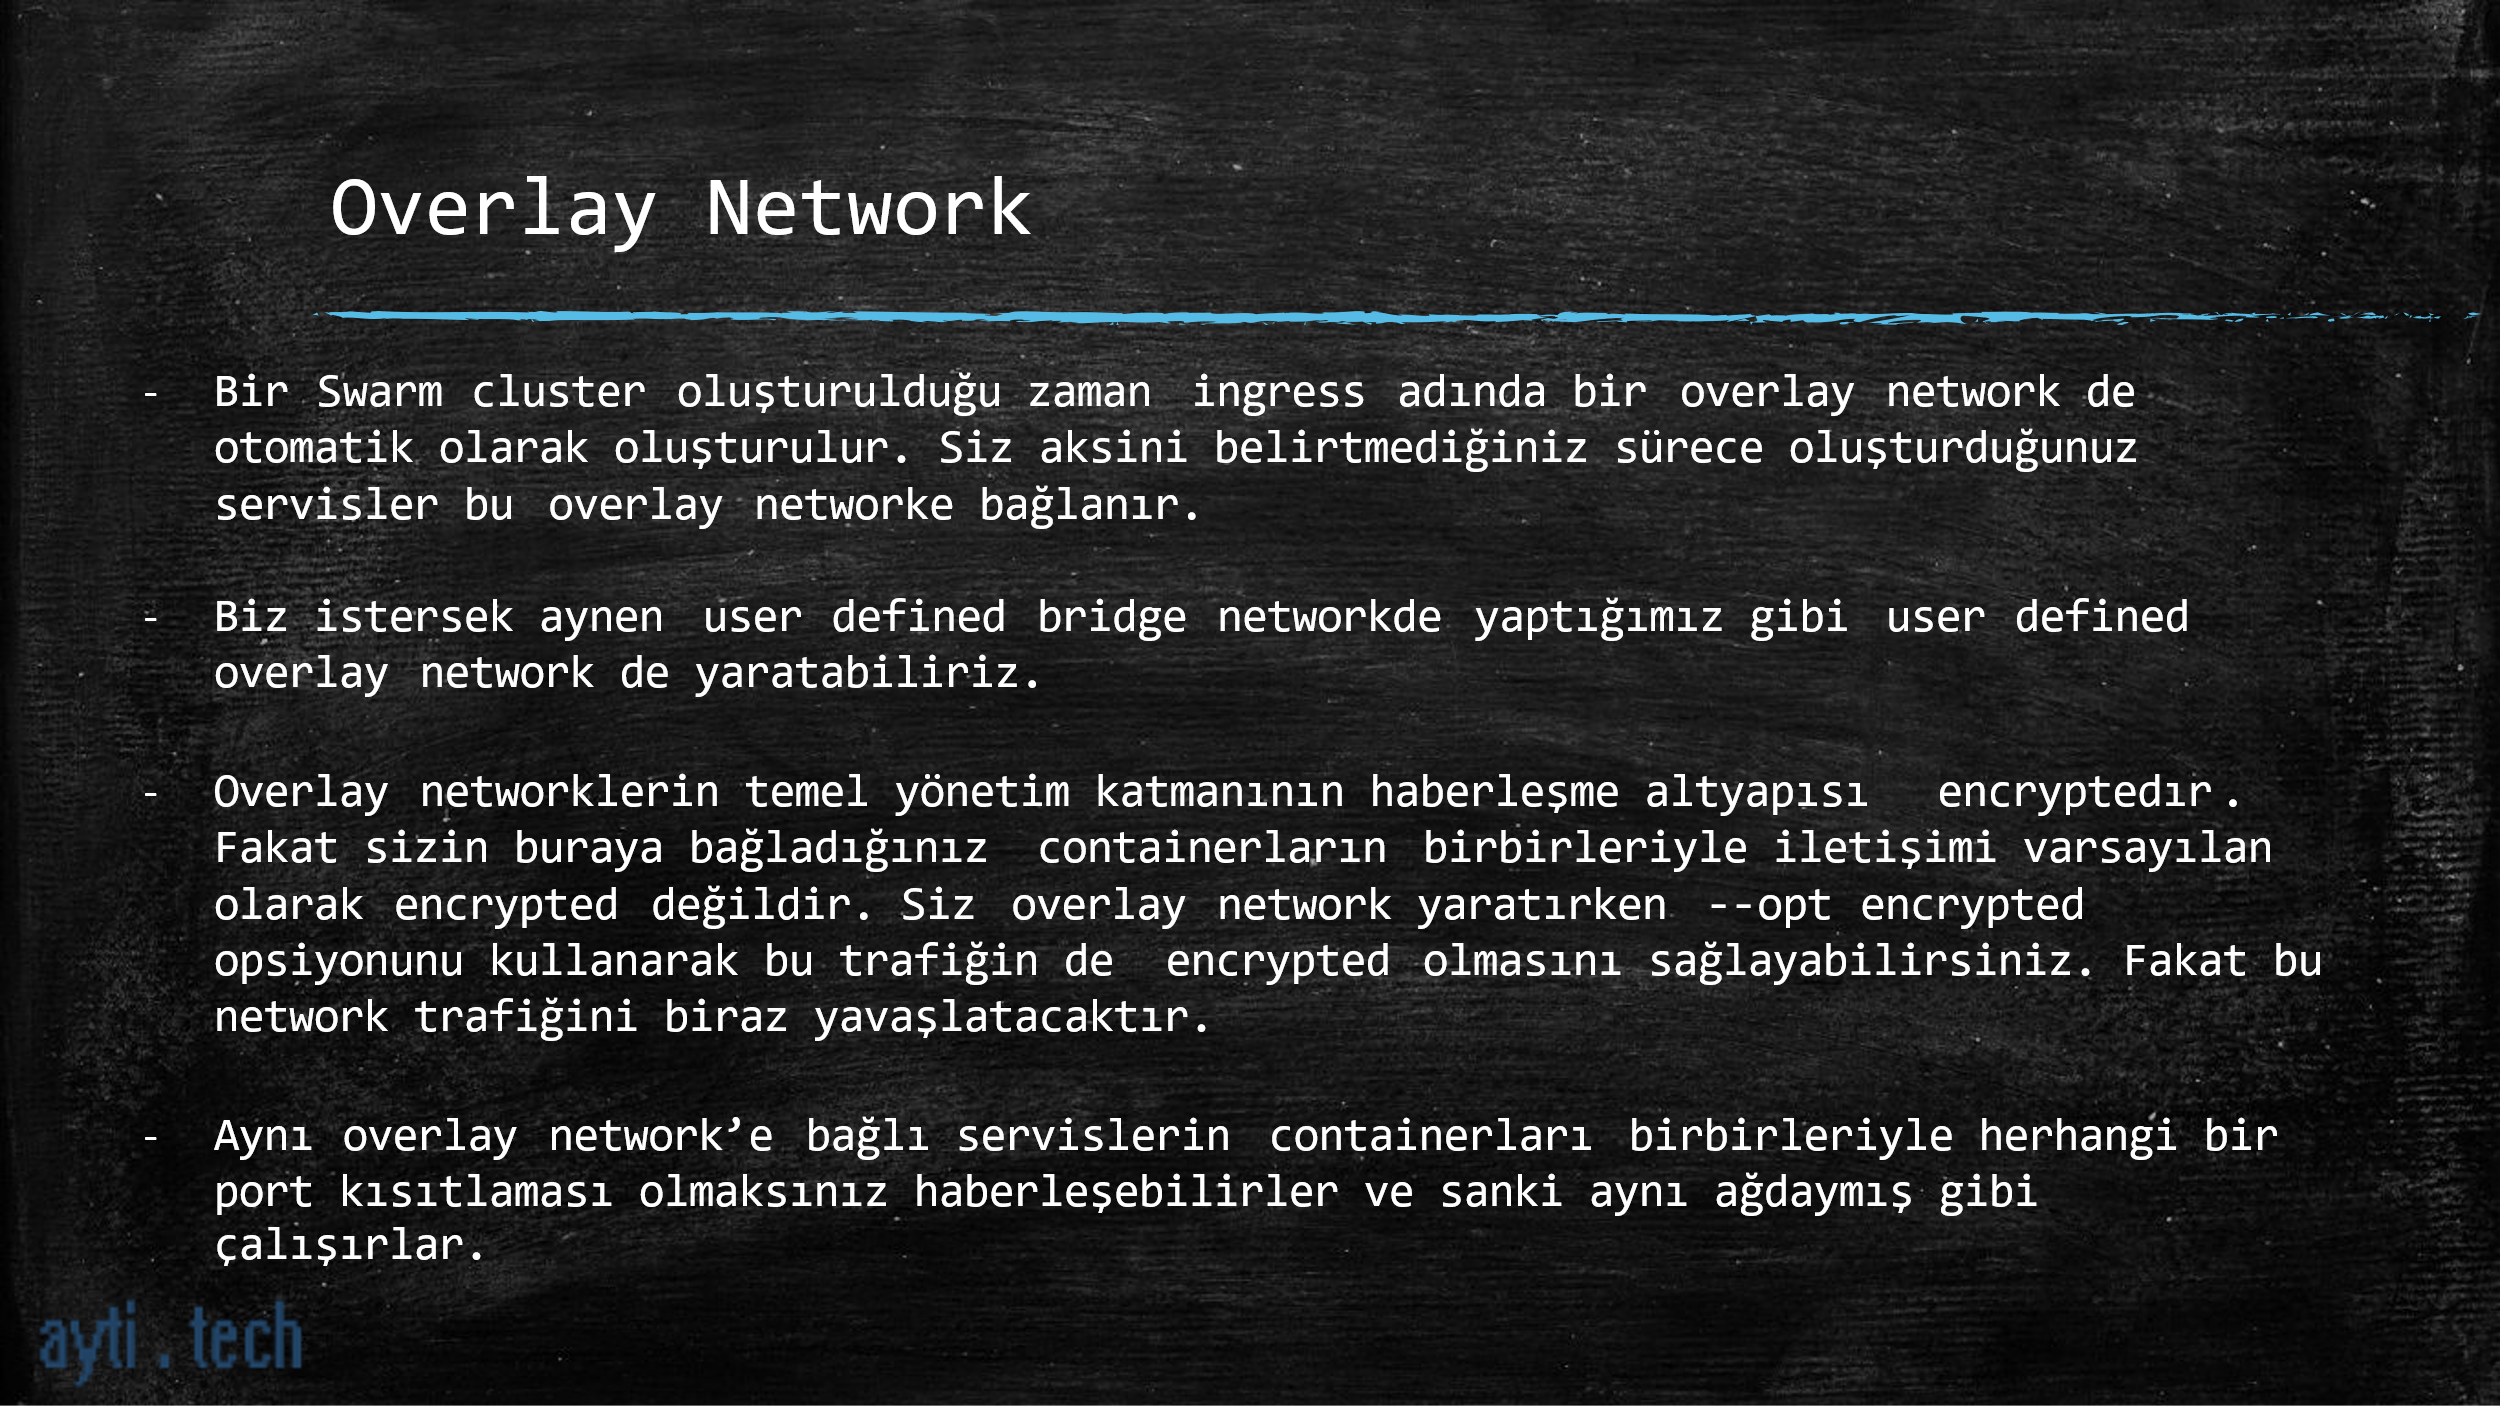 Overlay Network
- Bir Swarm cluster oluşturulduğu zaman ingress adında bir overlay network de
otomatik olarak oluşturulur. Siz aksini belirtmediğiniz sürece oluşturduğunuz
servisler bu overlay networke bağlanır.
- Biz istersek aynen user defined bridge networkde yaptığımız gibi user defined
overlay network de yaratabiliriz.
- Overlay networklerin temel yönetim katmanının haberleşme altyapısı encryptedır.
Fakat sizin buraya bağladığınız containerların birbirleriyle iletişimi varsayılan
olarak encrypted değildir. Siz overlay network yaratırken --opt encrypted
opsiyonunu kullanarak bu trafiğin de encrypted olmasını sağlayabilirsiniz. Fakat bu
network trafiğini biraz yavaşlatacaktır.
- Aynı overlay network’e bağlı servislerin containerları birbirleriyle herhangi bir
port kısıtlaması olmaksınız haberleşebilirler ve sanki aynı ağdaymış gibi
çalışırlar.
ayti.tech